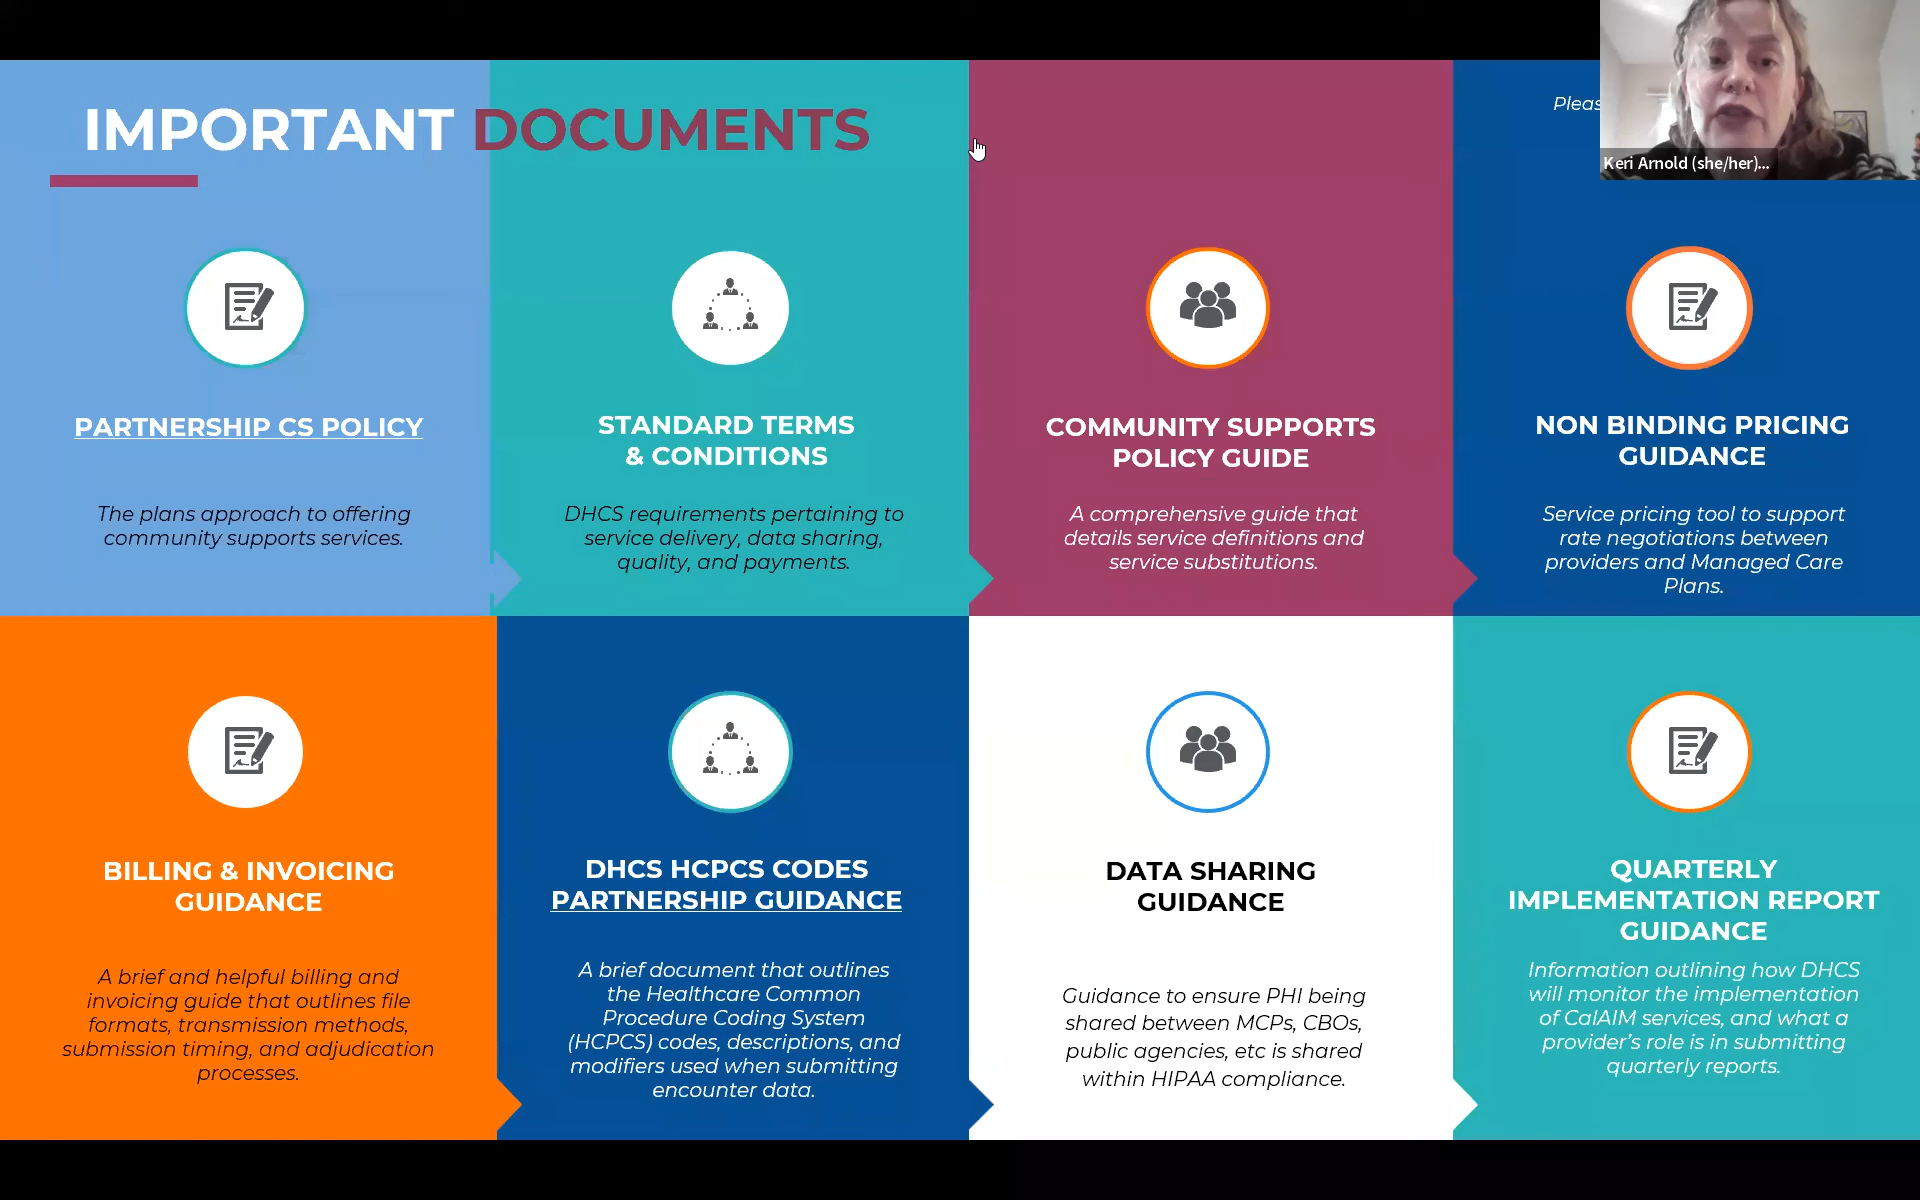 IMPORTANT DOCUMENTS
Keri Arnold (she/her)...
PARTNERSHIP CS POLICY
The plans approach to offering
community supports services.
STANDARD TERMS
& CONDITIONS
DHCS requirements pertaining to
service delivery, data sharing,
quality, and payments.
COMMUNITY SUPPORTS
POLICY GUIDE
A comprehensive guide that
details service definitions and
service substitutions.
NON BINDING PRICING
GUIDANCE
Service pricing tool to support
rate negotiations between
providers and Managed Care
Plans.
BILLING & INVOICING
GUIDANCE
A brief and helpful billing and
invoicing guide that outlines file
formats, transmission methods,
submission timing, and adjudication
processes.
DHCS HCPCS CODES
PARTNERSHIP GUIDANCE
A brief document that outlines
the Healthcare Common
Procedure Coding System
(HCPCS) codes, descriptions, and
modifiers used when submitting
encounter data.
DATA SHARING
GUIDANCE
Guidance to ensure PHI being
shared between MCPs, CBOs,
public agencies, etc is shared
within HIPAA compliance.
QUARTERLY
IMPLEMENTATION REPORT
GUIDANCE
Information outlining how DHCS
will monitor the implementation
of CalAIM services, and what a
provider's role is in submitting
quarterly reports.